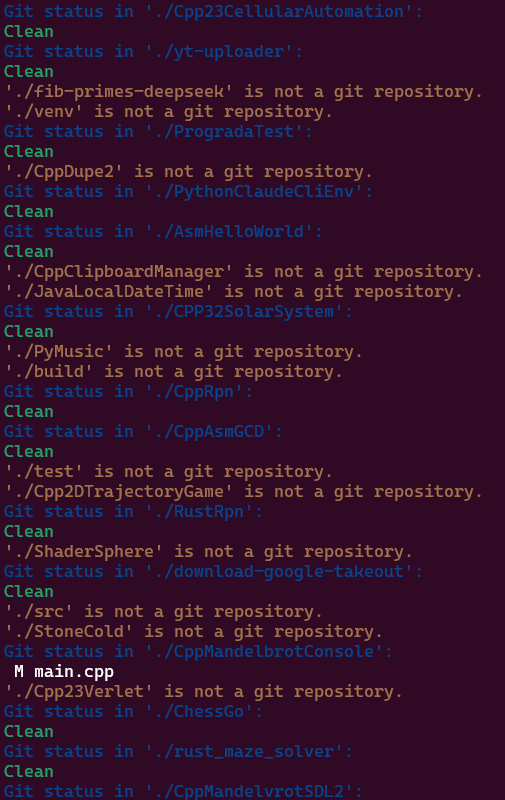 Git status in './Cpp23CellularAutomation':
Clean
Git status in './yt-uploader':
Clean
'./fib-primes-deepseek' is not a git repository.
'./venv' is not a git repository.
Git status in './ProgradaTest':
Clean
'./CppDupe2' is not a git repository.
Git status in './PythonClaudeCliEnv':
Clean
Git status in './AsmHelloWorld':
Clean
'./CppClipboardManager' is not a git repository.
'./JavaLocalDateTime' is not a git repository.
Git status in './CPP32SolarSystem':
Clean
'./PyMusic' is not a git repository.
'./build' is not a git repository.
Git status in './CppRpn':
Clean
Git status in './CppAsmGCD':
Clean
'./test' is not a git repository.
'./Cpp2DTrajectoryGame' is not a git repository.
Git status in './RustRpn':
Clean
'./ShaderSphere' is not a git repository.
Git status in './download-google-takeout':
Clean
'./src' is not a git repository.
'./StoneCold' is not a git repository.
Git status in './CppMandelbrotConsole':
 M main.cpp
'./Cpp23Verlet' is not a git repository.
Git status in './ChessGo':
Clean
Git status in './rust_maze_solver':
Clean
Git status in './CppMandelvrotSDL2':